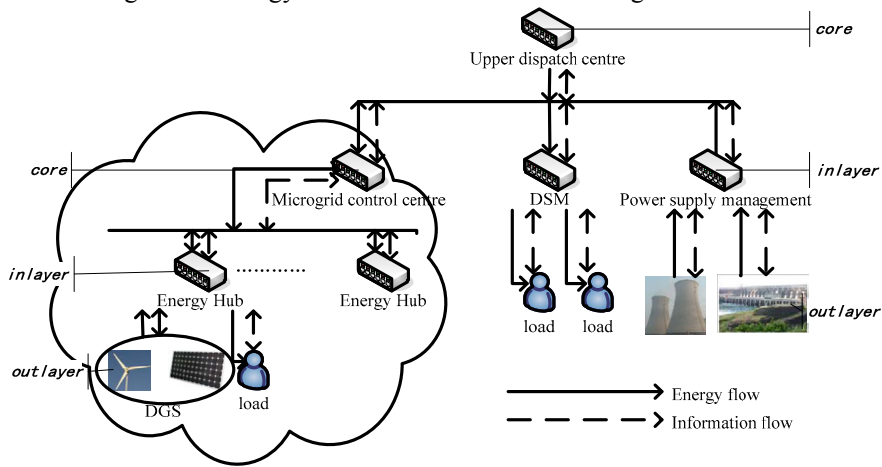 core
Upper dispatch centre
core
inlayer
Microgrid control centre
DSM
Power supply management
inlayer
Energy Hub
Energy Hub
load
load
outlayer
outlayer
DGS
load
Energy flow
Information flow